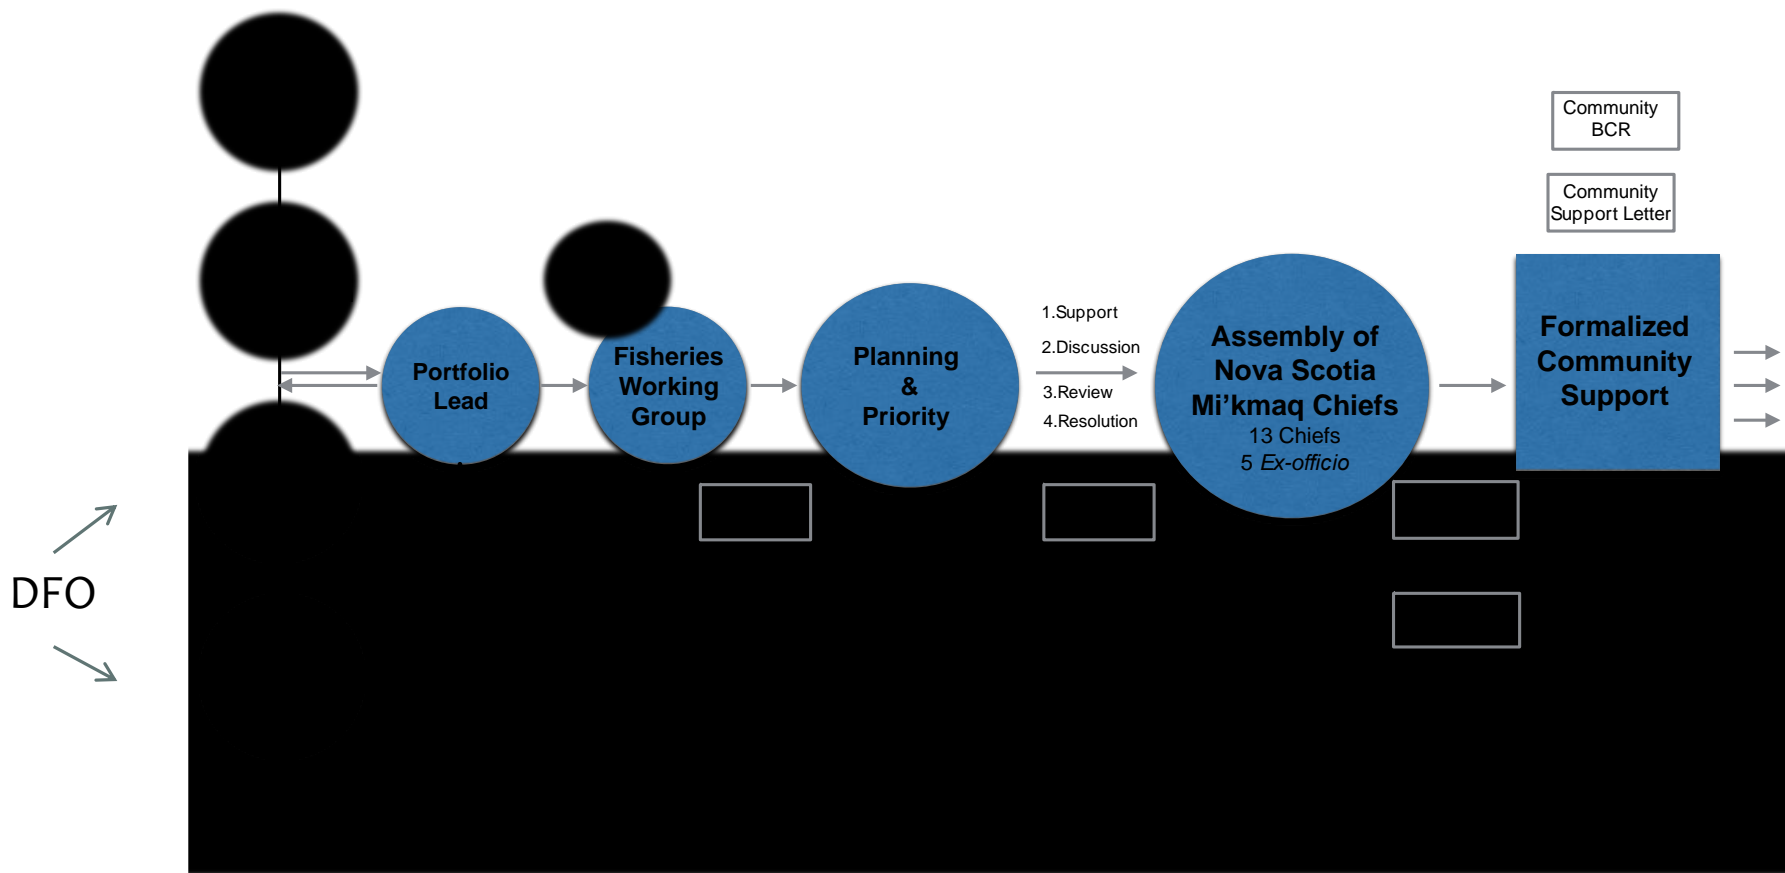 Community
BCR
Community
Support Letter
Portfolio
Lead
Fisheries
Working
Group
Planning
&
Priority
1.Support
2.Discussion
3.Review
4.Resolution
Assembly of
Nova Scotia
Mi’kmaq Chiefs
13 Chiefs
5 Ex-officio
Formalized
Community
Support
DFO